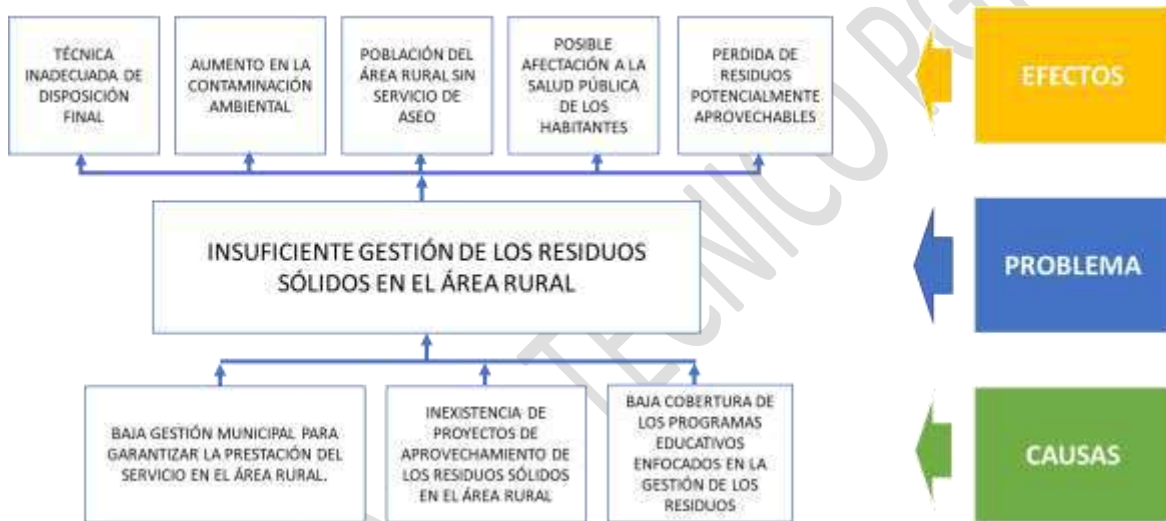 TÉCNICA
INADECUADA DE
DISPOSICIÓN
FINAL
AUMENTO EN LA
CONTAMINACIÓN
AMBIENTAL
POBLACIÓN DEL
ÁREA RURAL SIN
SERVICIO DE
ASEO
POSIBLE
AFECTACIÓN A LA
SALUD PÚBLICA
DE LOS
HABITANTES
PERDIDA DE
RESIDUOS
POTENCIALMENTE
APROVECHABLES
EFECTOS
INSUFICIENTE GESTIÓN DE LOS RESIDUOS
SÓLIDOS EN EL ÁREA RURAL
PROBLEMA
BAJA GESTIÓN MUNICIPAL PARA
GARANTIZAR LA PRESTACIÓN DEL
SERVICIO EN EL ÁREA RURAL.
INEXISTENCIA DE
PROYECTOS DE
APROVECHAMIENTO DE
LOS RESIDUOS SÓLIDOS
EN EL ÁREA RURAL
BAJA COBERTURA DE
LOS PROGRAMAS
EDUCATIVOS
ENFOCADOS EN LA
GESTIÓN DE LOS
RESIDUOS
CAUSAS
TECNICO